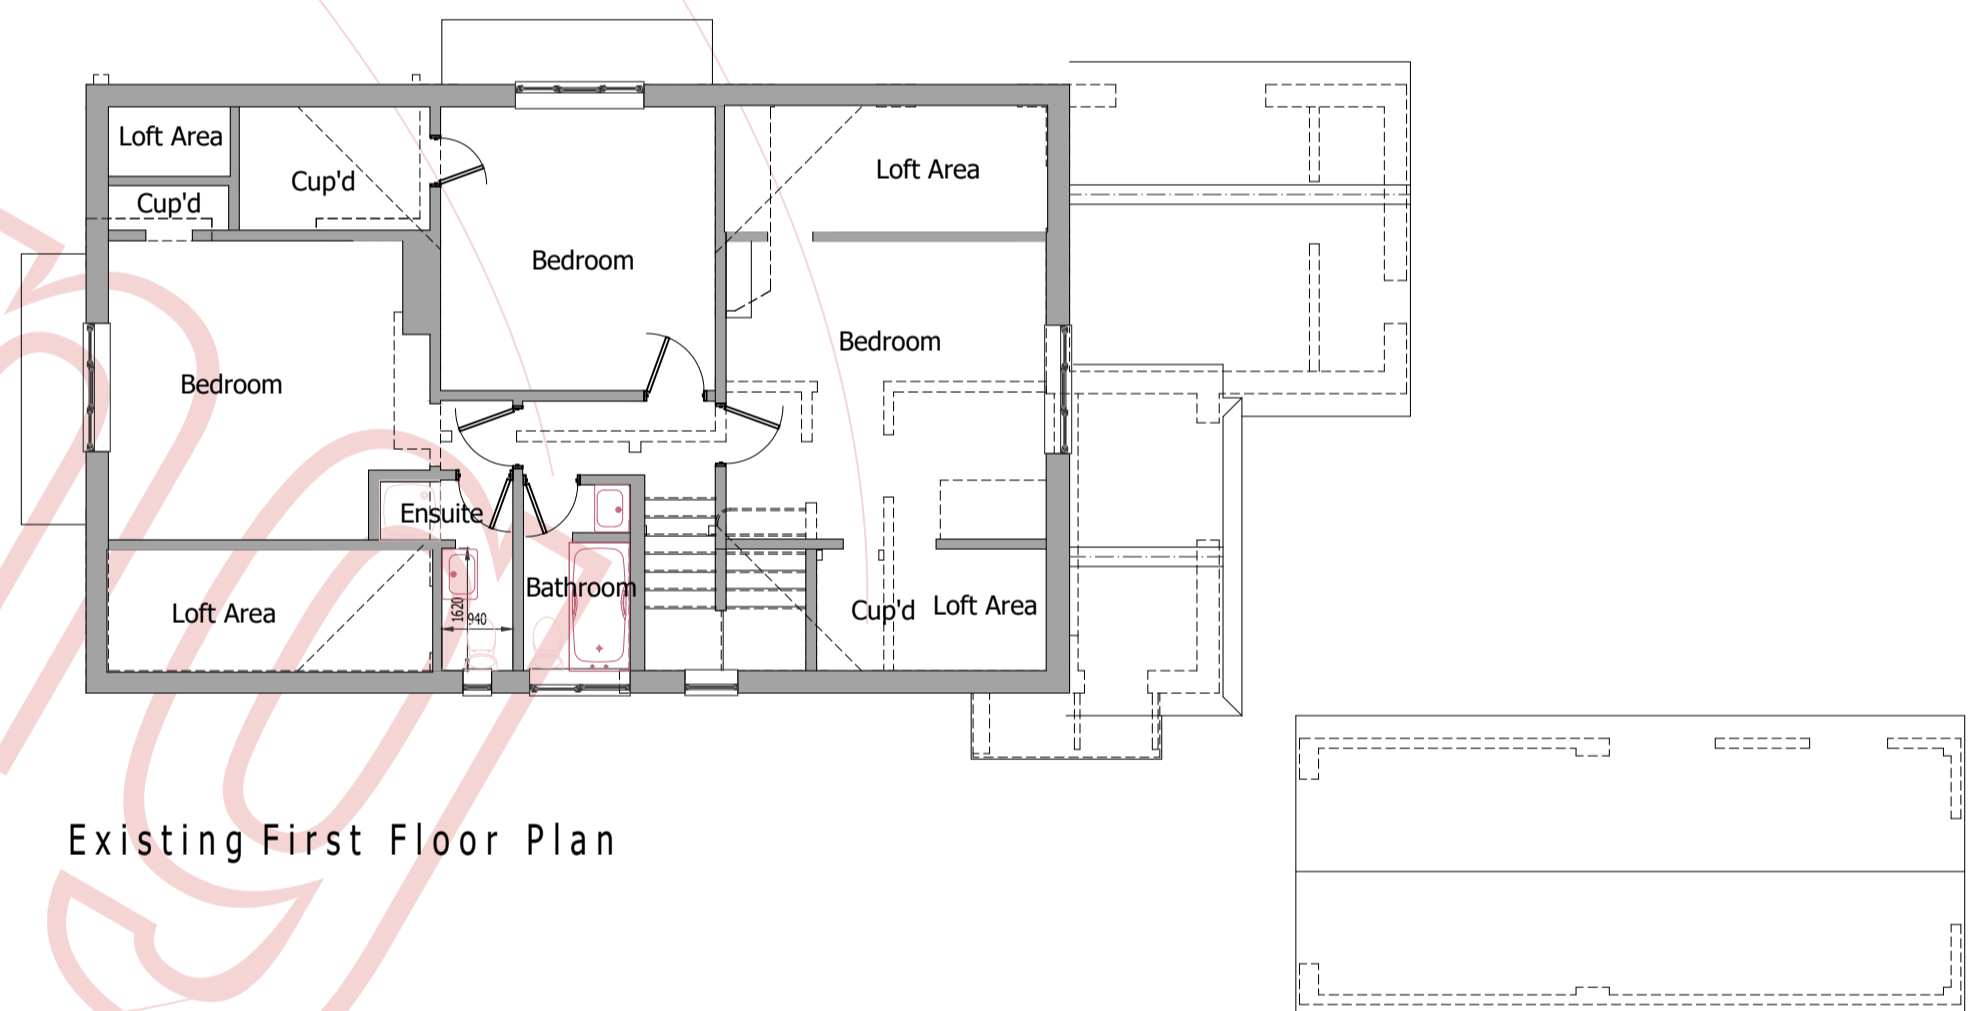 Loft Area
Cup'd
Cup'd
Loft Area
Bedroom
Bedroom
Bedroom
Ensuite
Bathroom
1620
940
Loft Area
Cup'd
Loft Area
Existing First Floor Plan